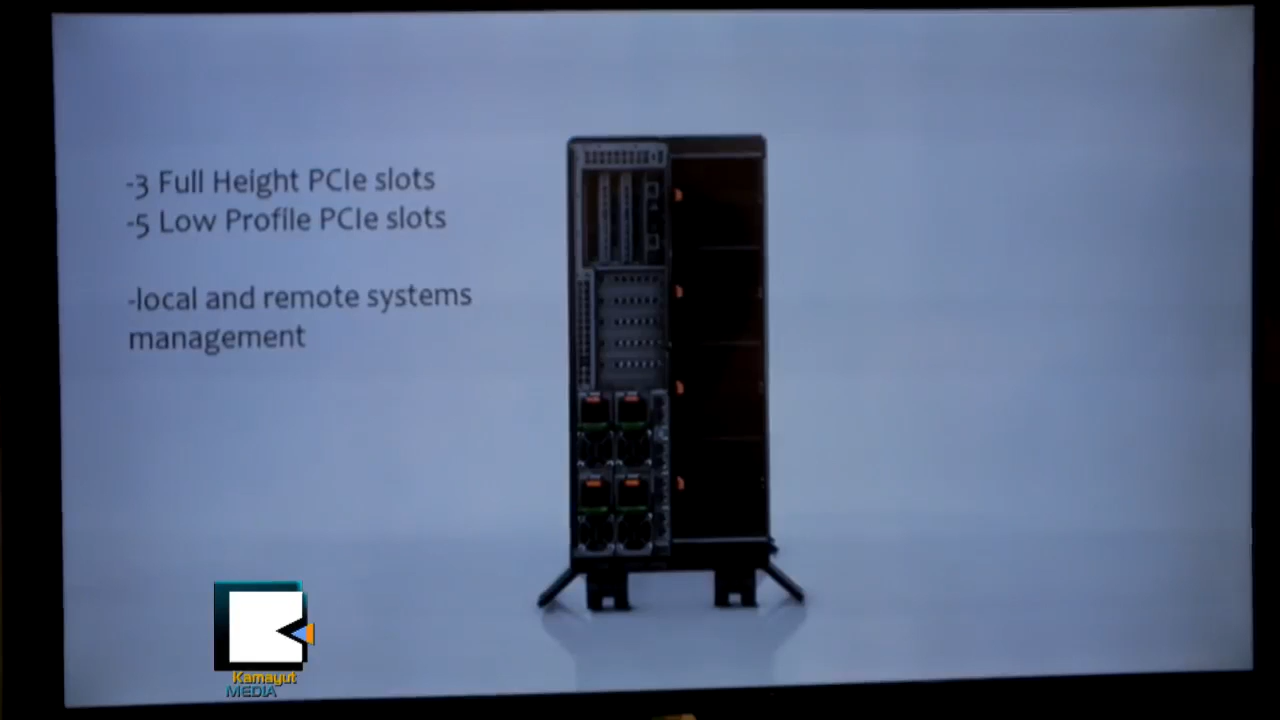 -3 Full Height PCIe slots
-5 Low Profile PCIe slots
-local and remote systems
management
Kamayut
MEDIA